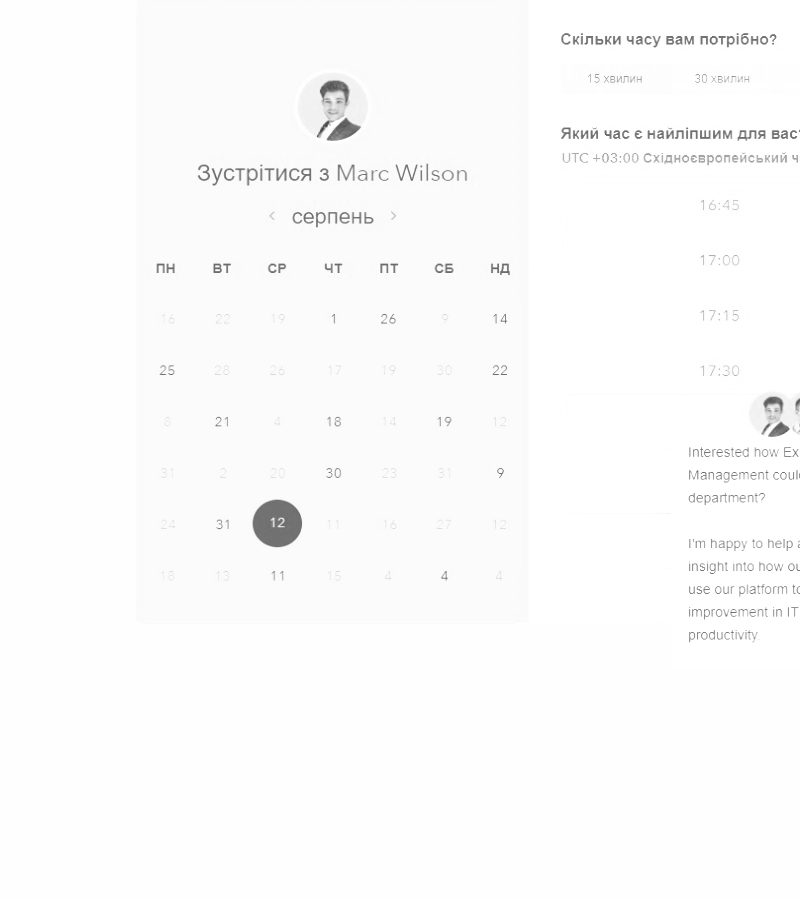 Зустрітися з Marc Wilson
‹ серпень ›
ПН ВТ СР ЧТ ПТ СБ НД
16 22 19 1 26 9 14
25 28 26 17 19 30 22
8 21 4 18 14 19 12
31 2 20 30 23 31 9
24 31 12 11 16 27 12
18 13 11 15 4 4 4
Скільки часу вам потрібно?
15 хвилин 30 хвилин
Який час є найліпшим для вас
UTC +03:00 Східноєвропейський
16:45
17:00
17:15
17:30
Interested how Ex
Management coul
department?
I'm happy to help a
insight into how ou
use our platform to
improvement in IT
productivity.